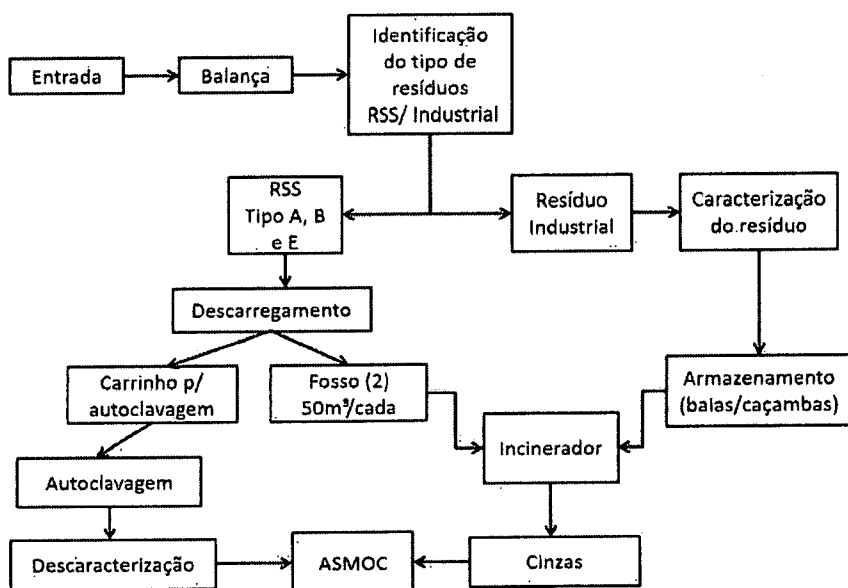 Entrada
Balança
Identificação
do tipo de
resíduos
RSS/ Industrial
RSS
Tipo A, B
e E
Resíduo
Industrial
Caracterização
do resíduo
Descarregamento
Carrinho p/
autoclavagem
Fosso (2)
50m³/cada
Armazenamento
(baias/caçambas)
Incinerador
Autoclavagem
Descaracterização
ASMOC
Cinzas